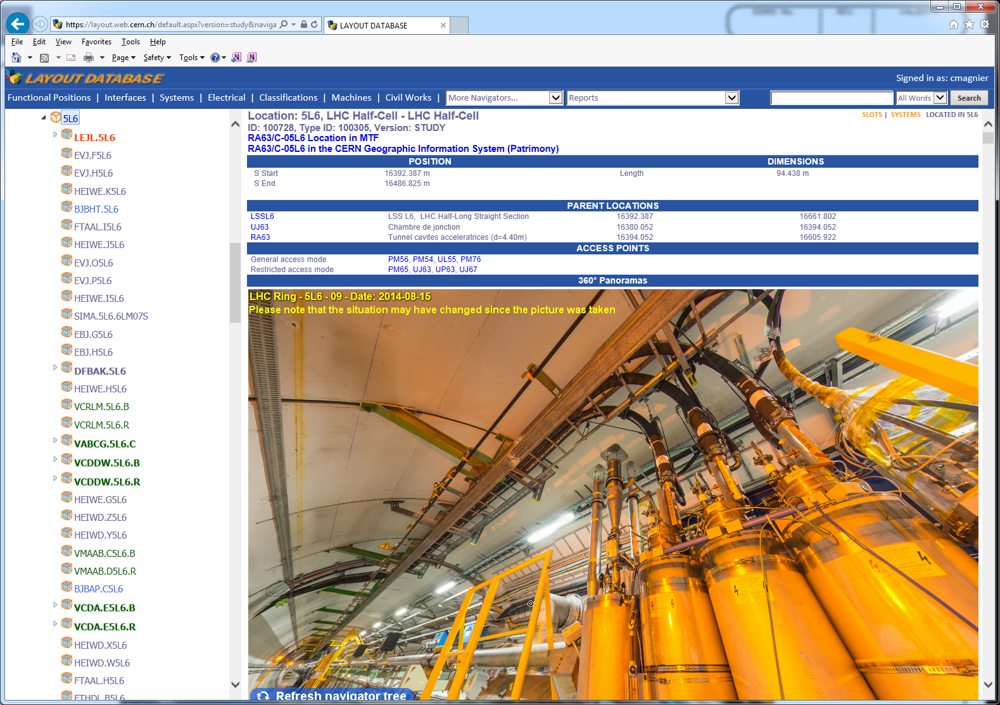 https://layout.web.cern.ch/default.aspx?version=study&naviga
LAYOUT DATABASE
File Edit View Favorites Tools Help
Page Safety Tools
LAYOUT DATABASE
Signed in as: cmagnier
Functional Positions | Interfaces | Systems | Electrical | Classifications | Machines | Civil Works | More Navigators... Reports All Words Search
5L6
LEJL.5L6
EVJ.F5L6
EVJ.H5L6
HEIWE.K5L6
BJBHT.5L6
FTAAL.I5L6
HEIWE.J5L6
EVJ.O5L6
EVJ.P5L6
HEIWE.I5L6
SIMA.5L6.6LM07S
EBJ.G5L6
EBJ.H5L6
DFBAK.5L6
HEIWE.H5L6
VCRLM.5L6.B
VCRLM.5L6.R
VABCG.5L6.C
VCDDW.5L6.B
VCDDW.5L6.R
HEIWE.G5L6
HEIWD.Z5L6
HEIWD.Y5L6
VMAAB.C5L6.B
VMAAB.D5L6.R
BJBAP.C5L6
VCDA.E5L6.B
VCDA.E5L6.R
HEIWD.X5L6
HEIWD.W5L6
FTAAL.H5L6
ETHDL.B5L6
SLOTS | SYSTEMS LOCATED IN 5L6
Location: 5L6, LHC Half-Cell - LHC Half-Cell
ID: 100728, Type ID: 100305, Version: STUDY
RA63/C-05L6 Location in MTF
RA63/C-05L6 in the CERN Geographic Information System (Patrimony)
POSITION DIMENSIONS
S Start 16392.387 m Length 94.438 m
S End 16486.825 m
PARENT LOCATIONS
LSSL6 LSS L6, LHC Half-Long Straight Section 16392.387 16661.802
UJ63 Chambre de jonction 16380.052 16394.052
RA63 Tunnel cavites acceleratrices (d=4.40m) 16394.052 16605.922
ACCESS POINTS
General access mode PM56, PM54, UL55, PM76
Restricted access mode PM65, UJ63, UP63, UJ67
360° Panoramas
LHC Ring - 5L6 - 09 - Date: 2014-08-15
Please note that the situation may have changed since the picture was taken
Refresh navigator tree